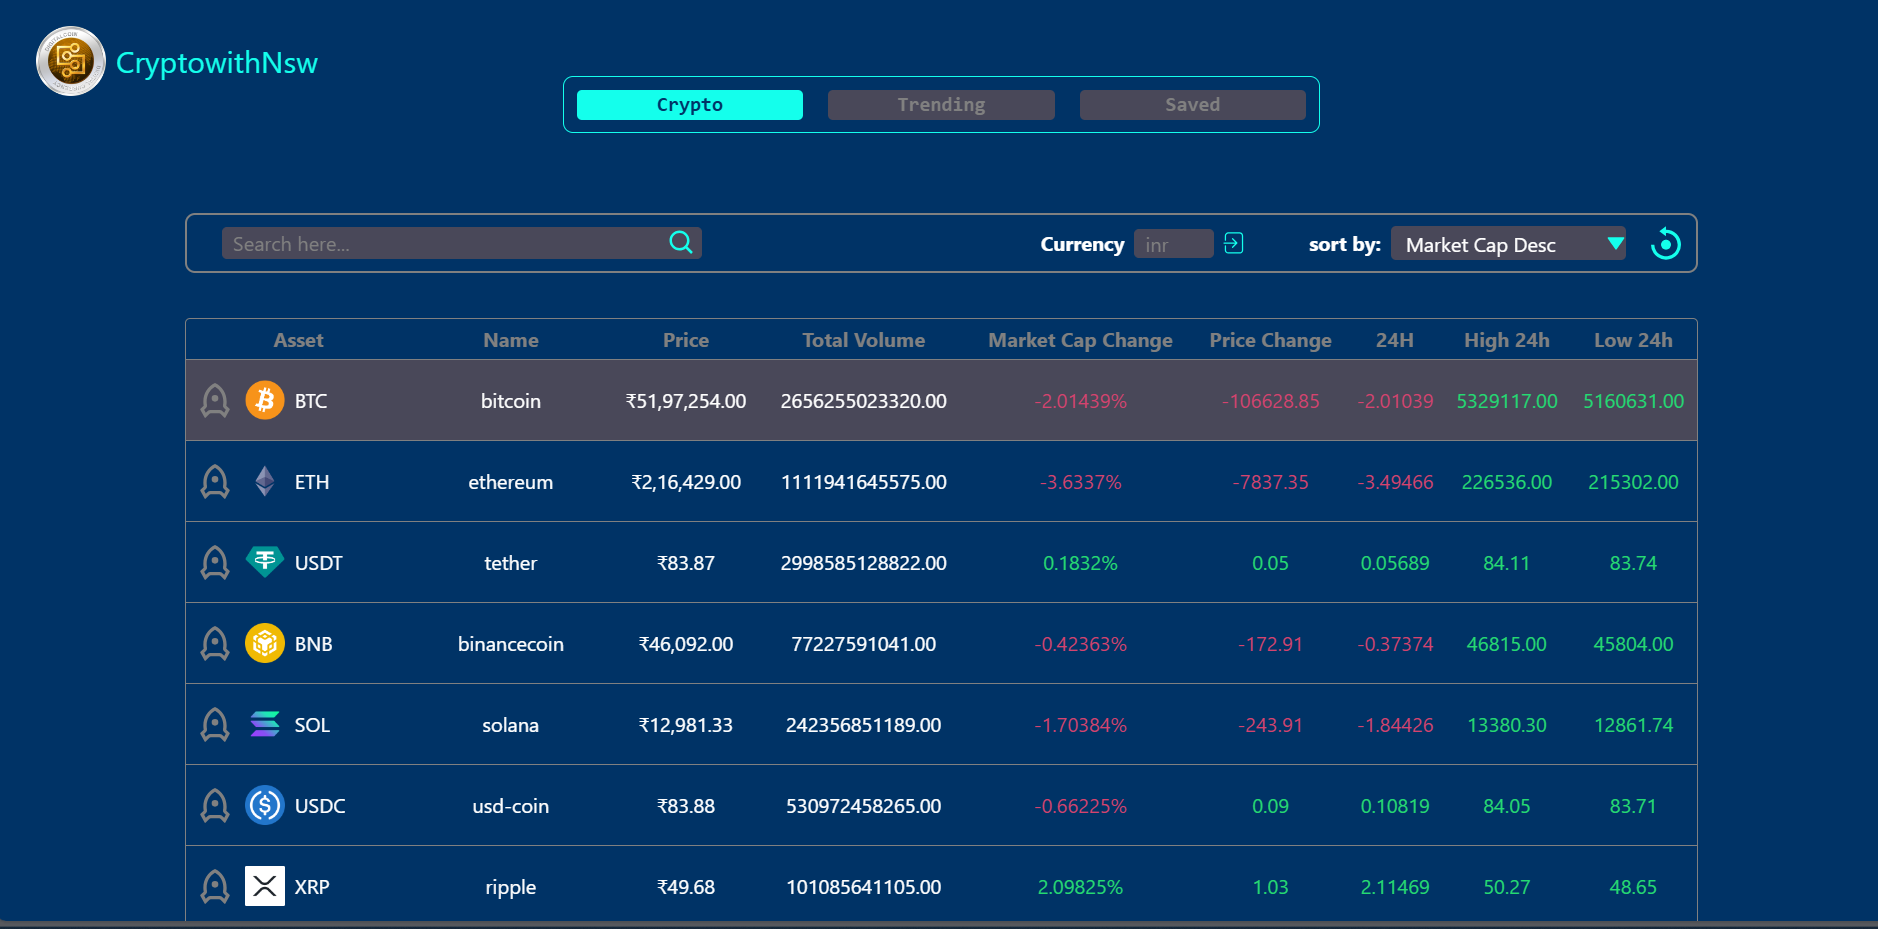 CryptowithNsw
Crypto Trending Saved
Search here... Currency inr sort by: Market Cap Desc
Asset Name Price Total Volume Market Cap Change Price Change 24H High 24h Low 24h
BTC bitcoin ₹51,97,254.00 2656255023320.00 -2.01439% -106628.85 -2.01039 5329117.00 5160631.00
ETH ethereum ₹2,16,429.00 1111941645575.00 -3.6337% -7837.35 -3.49466 226536.00 215302.00
USDT tether ₹83.87 2998585128822.00 0.1832% 0.05 0.05689 84.11 83.74
BNB binancecoin ₹46,092.00 77227591041.00 -0.42363% -172.91 -0.37374 46815.00 45804.00
SOL solana ₹12,981.33 242356851189.00 -1.70384% -243.91 -1.84426 13380.30 12861.74
USDC usd-coin ₹83.88 530972458265.00 -0.66225% 0.09 0.10819 84.05 83.71
XRP ripple ₹49.68 101085641105.00 2.09825% 1.03 2.11469 50.27 48.65